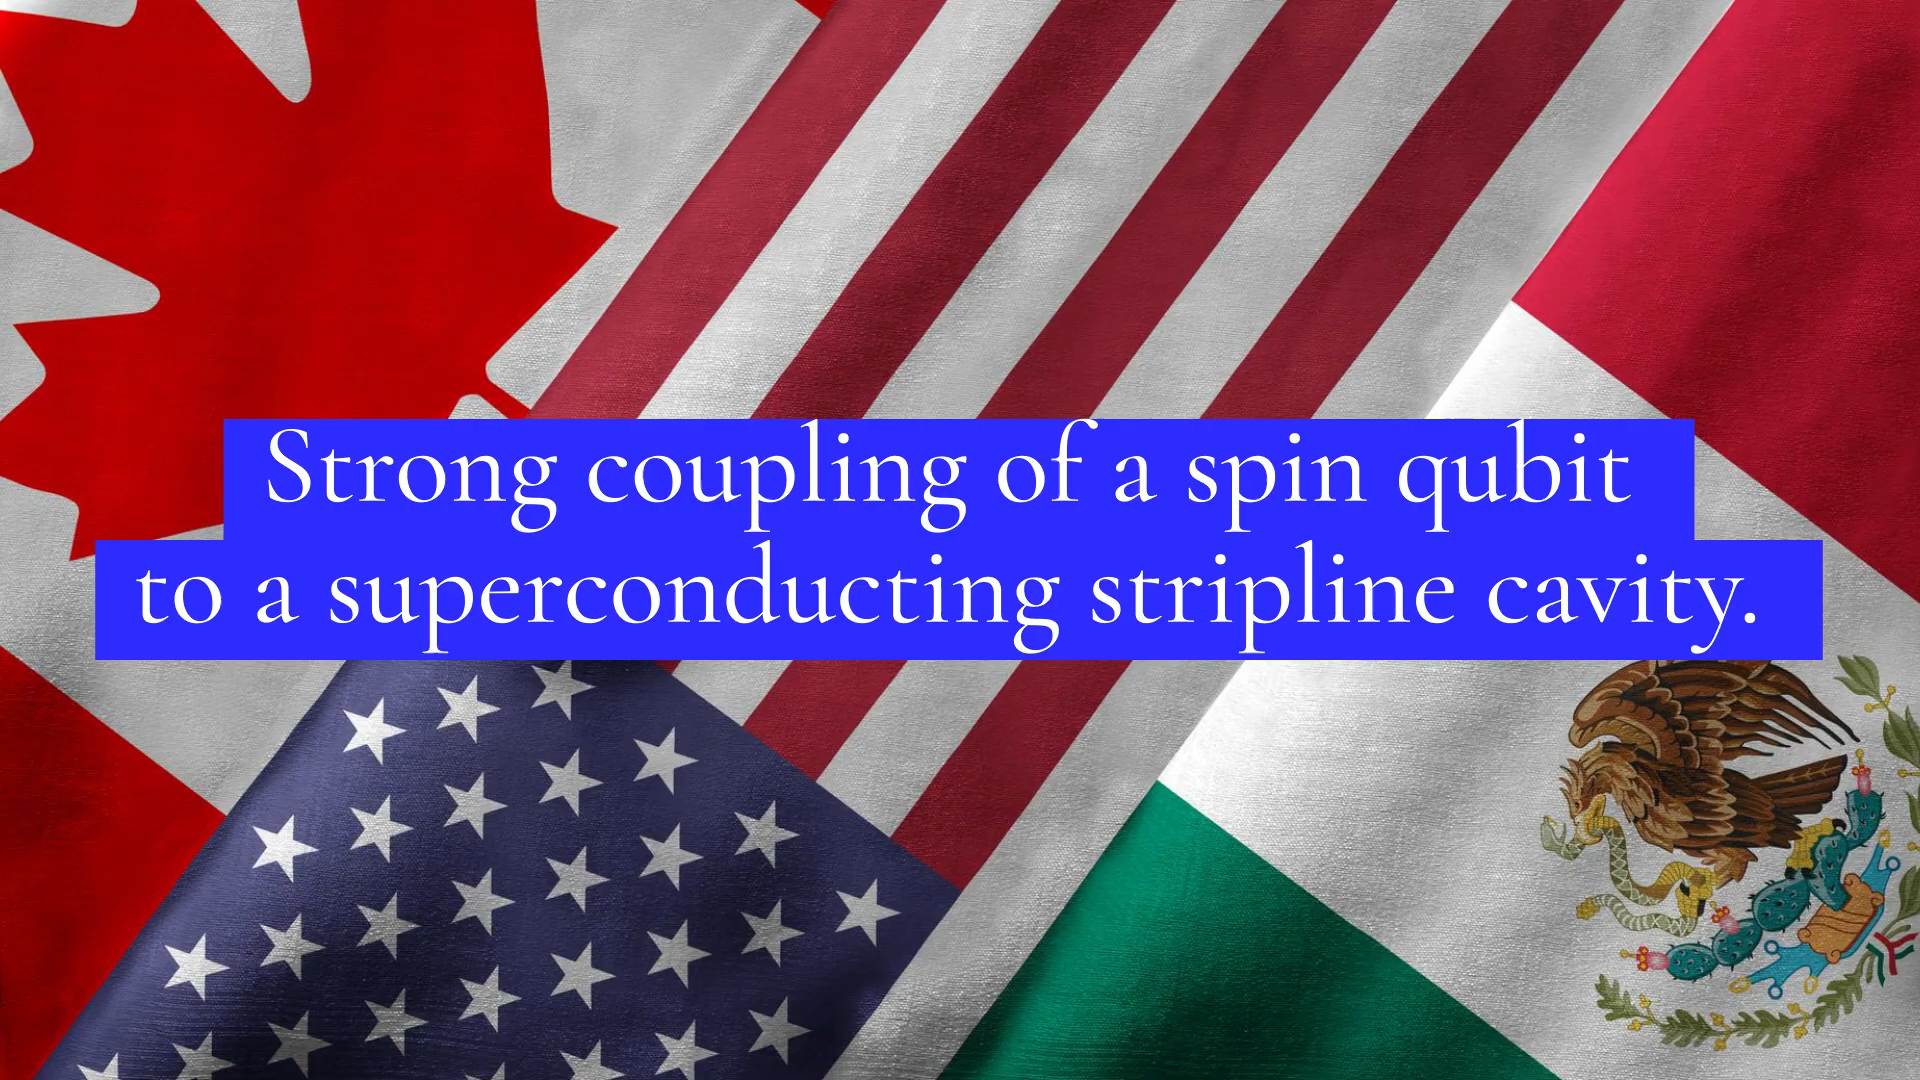 Strong coupling of a spin qubit
to a superconducting stripline cavity.